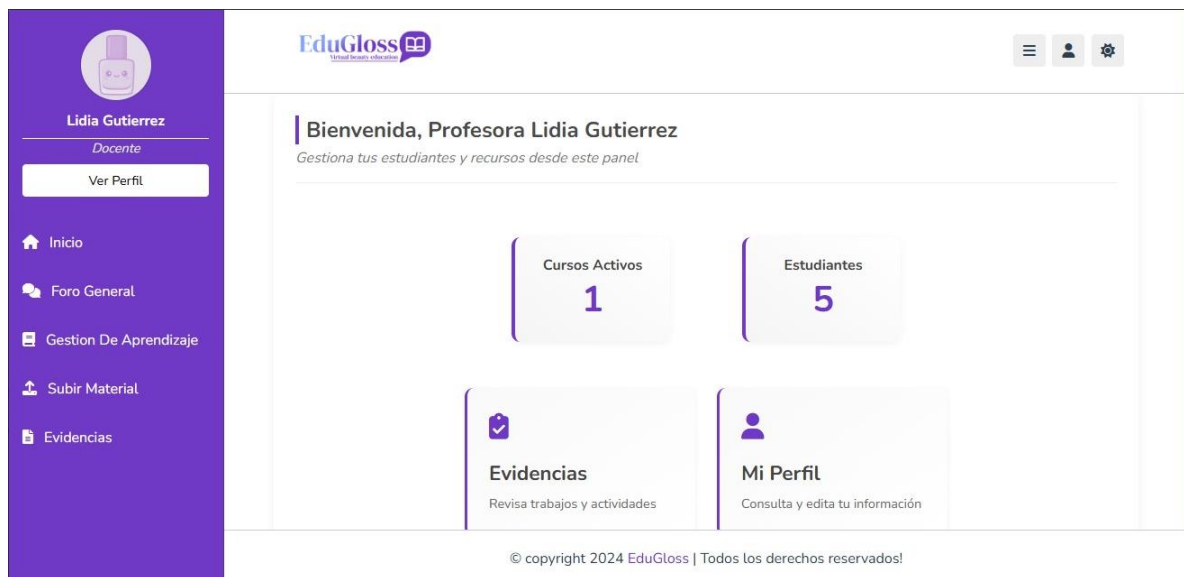 Lidia Gutierrez
Docente
Ver Perfil
Inicio
Foro General
Gestion De Aprendizaje
Subir Material
Evidencias
EduGloss
Virtual beauty education
Bienvenida, Profesora Lidia Gutierrez
Gestiona tus estudiantes y recursos desde este panel
Cursos Activos
1
Estudiantes
5
Evidencias
Revisa trabajos y actividades
Mi Perfil
Consulta y edita tu información
© copyright 2024 EduGloss | Todos los derechos reservados!